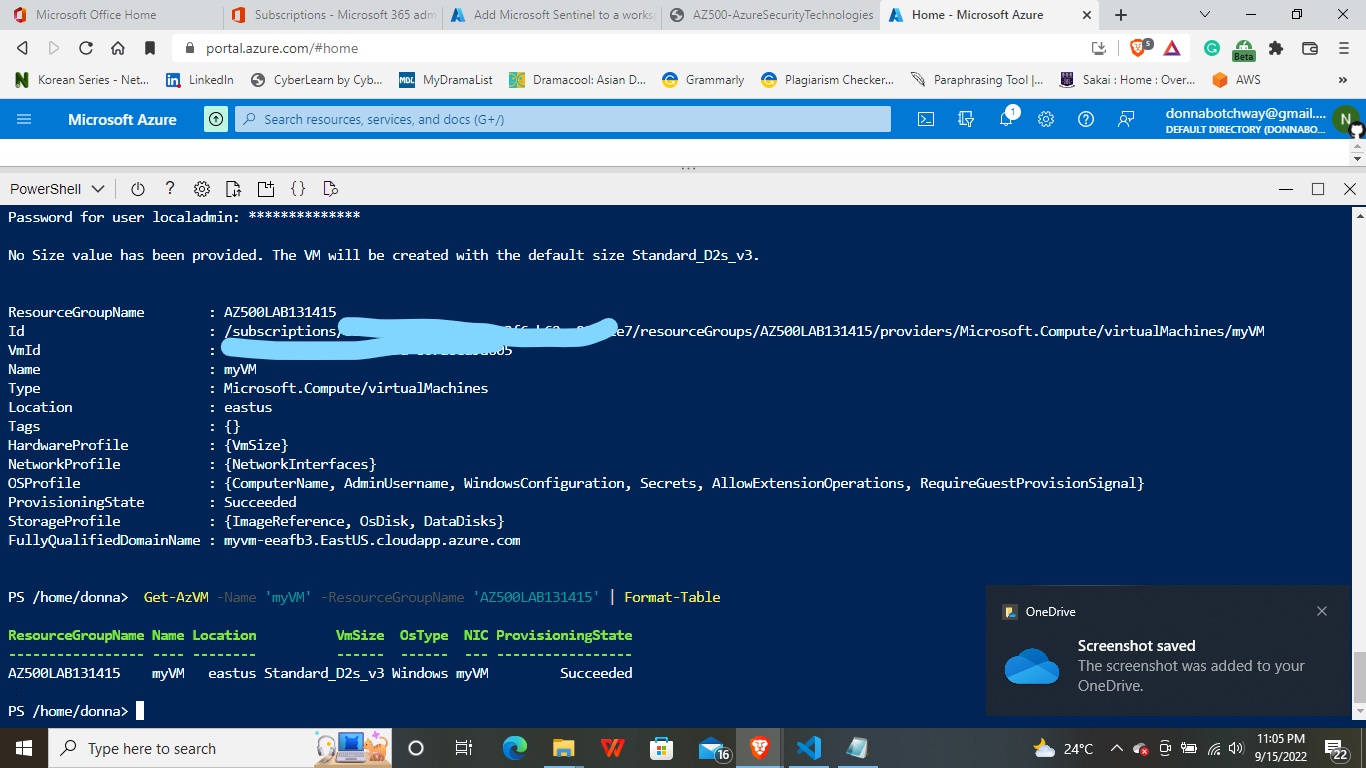 Microsoft Office Home
Subscriptions - Microsoft 365 adm
Add Microsoft Sentinel to a worksp
AZ500-AzureSecurityTechnologies
Home - Microsoft Azure
portal.azure.com/#home
5
Beta
Korean Series - Net...
LinkedIn
CyberLearn by Cyb...
MDL
MyDramaList
Dramacool: Asian D...
Grammarly
Plagiarism Checker...
Paraphrasing Tool |...
Sakai : Home : Over...
AWS
»
Microsoft Azure
Search resources, services, and docs (G+/)
1
donnabotchway@gmail....
DEFAULT DIRECTORY (DONNABO...
N
PowerShell
Password for user localadmin: **************
No Size value has been provided. The VM will be created with the default size Standard_D2s_v3.
ResourceGroupName : AZ500LAB131415
Id : /subscriptions/ e7/resourceGroups/AZ500LAB131415/providers/Microsoft.Compute/virtualMachines/myVM
VmId :
Name : myVM
Type : Microsoft.Compute/virtualMachines
Location : eastus
Tags : {}
HardwareProfile : {VmSize}
NetworkProfile : {NetworkInterfaces}
OSProfile : {ComputerName, AdminUsername, WindowsConfiguration, Secrets, AllowExtensionOperations, RequireGuestProvisionSignal}
ProvisioningState : Succeeded
StorageProfile : {ImageReference, OsDisk, DataDisks}
FullyQualifiedDomainName : myvm-eeafb3.EastUS.cloudapp.azure.com
PS /home/donna> Get-AzVM -Name 'myVM' -ResourceGroupName 'AZ500LAB131415' | Format-Table
ResourceGroupName Name Location VmSize OsType NIC ProvisioningState
----------------- ---- -------- ------ ------ --- -----------------
AZ500LAB131415 myVM eastus Standard_D2s_v3 Windows myVM Succeeded
PS /home/donna>
OneDrive
Screenshot saved
The screenshot was added to your
OneDrive.
Type here to search
16
24°C
11:05 PM
9/15/2022
22